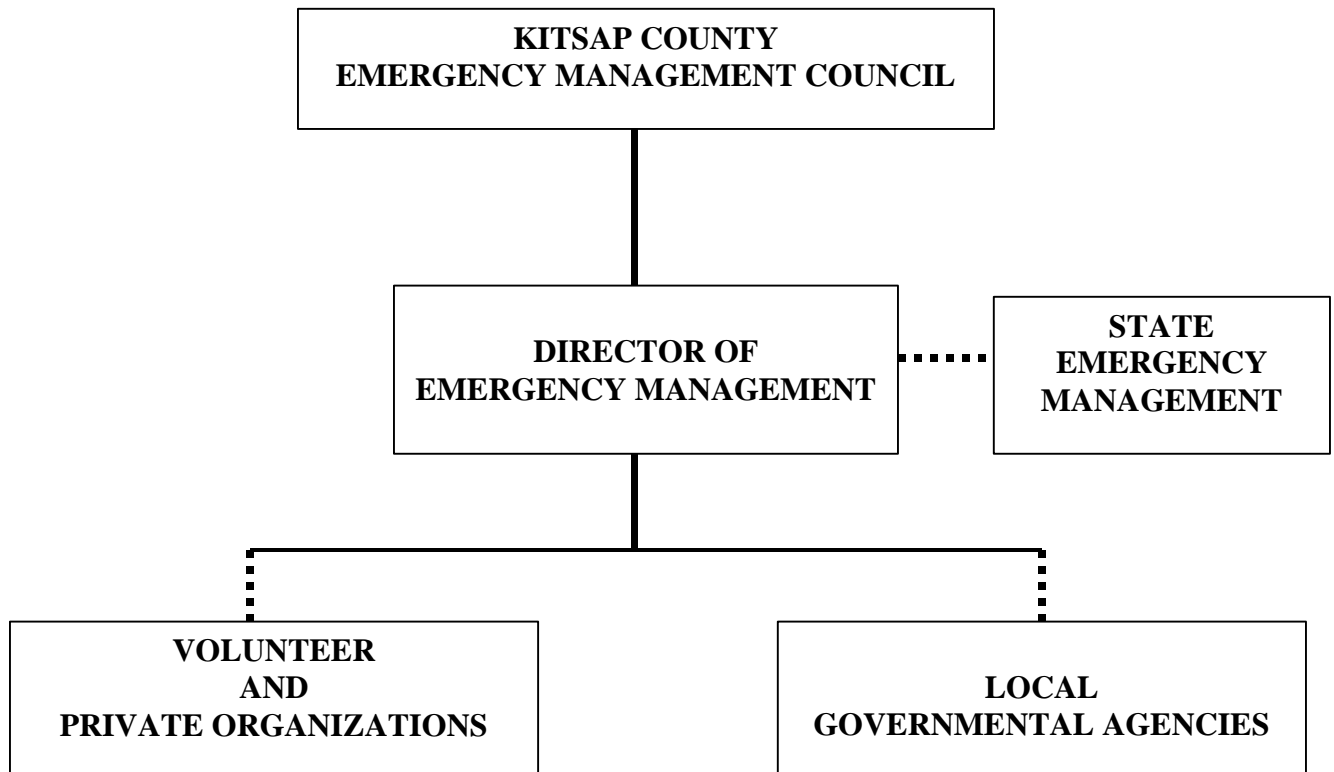 KITSAP COUNTY
EMERGENCY MANAGEMENT COUNCIL
DIRECTOR OF
EMERGENCY MANAGEMENT
STATE
EMERGENCY
MANAGEMENT
VOLUNTEER
AND
PRIVATE ORGANIZATIONS
LOCAL
GOVERNMENTAL AGENCIES